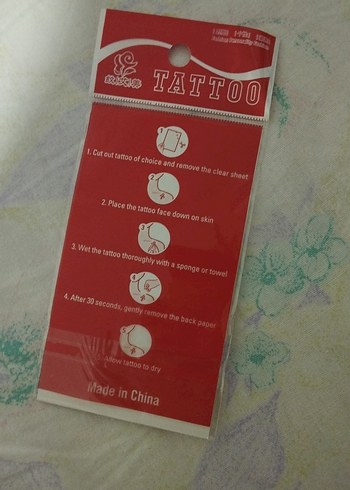 TATTOO
1. Cut out tattoo of choice and remove the clear sheet
2. Place the tattoo face down on skin
3. Wet the tattoo thoroughly with a sponge or towel
4. After 30 seconds, gently remove the back paper
Allow tattoo to dry
Made in China